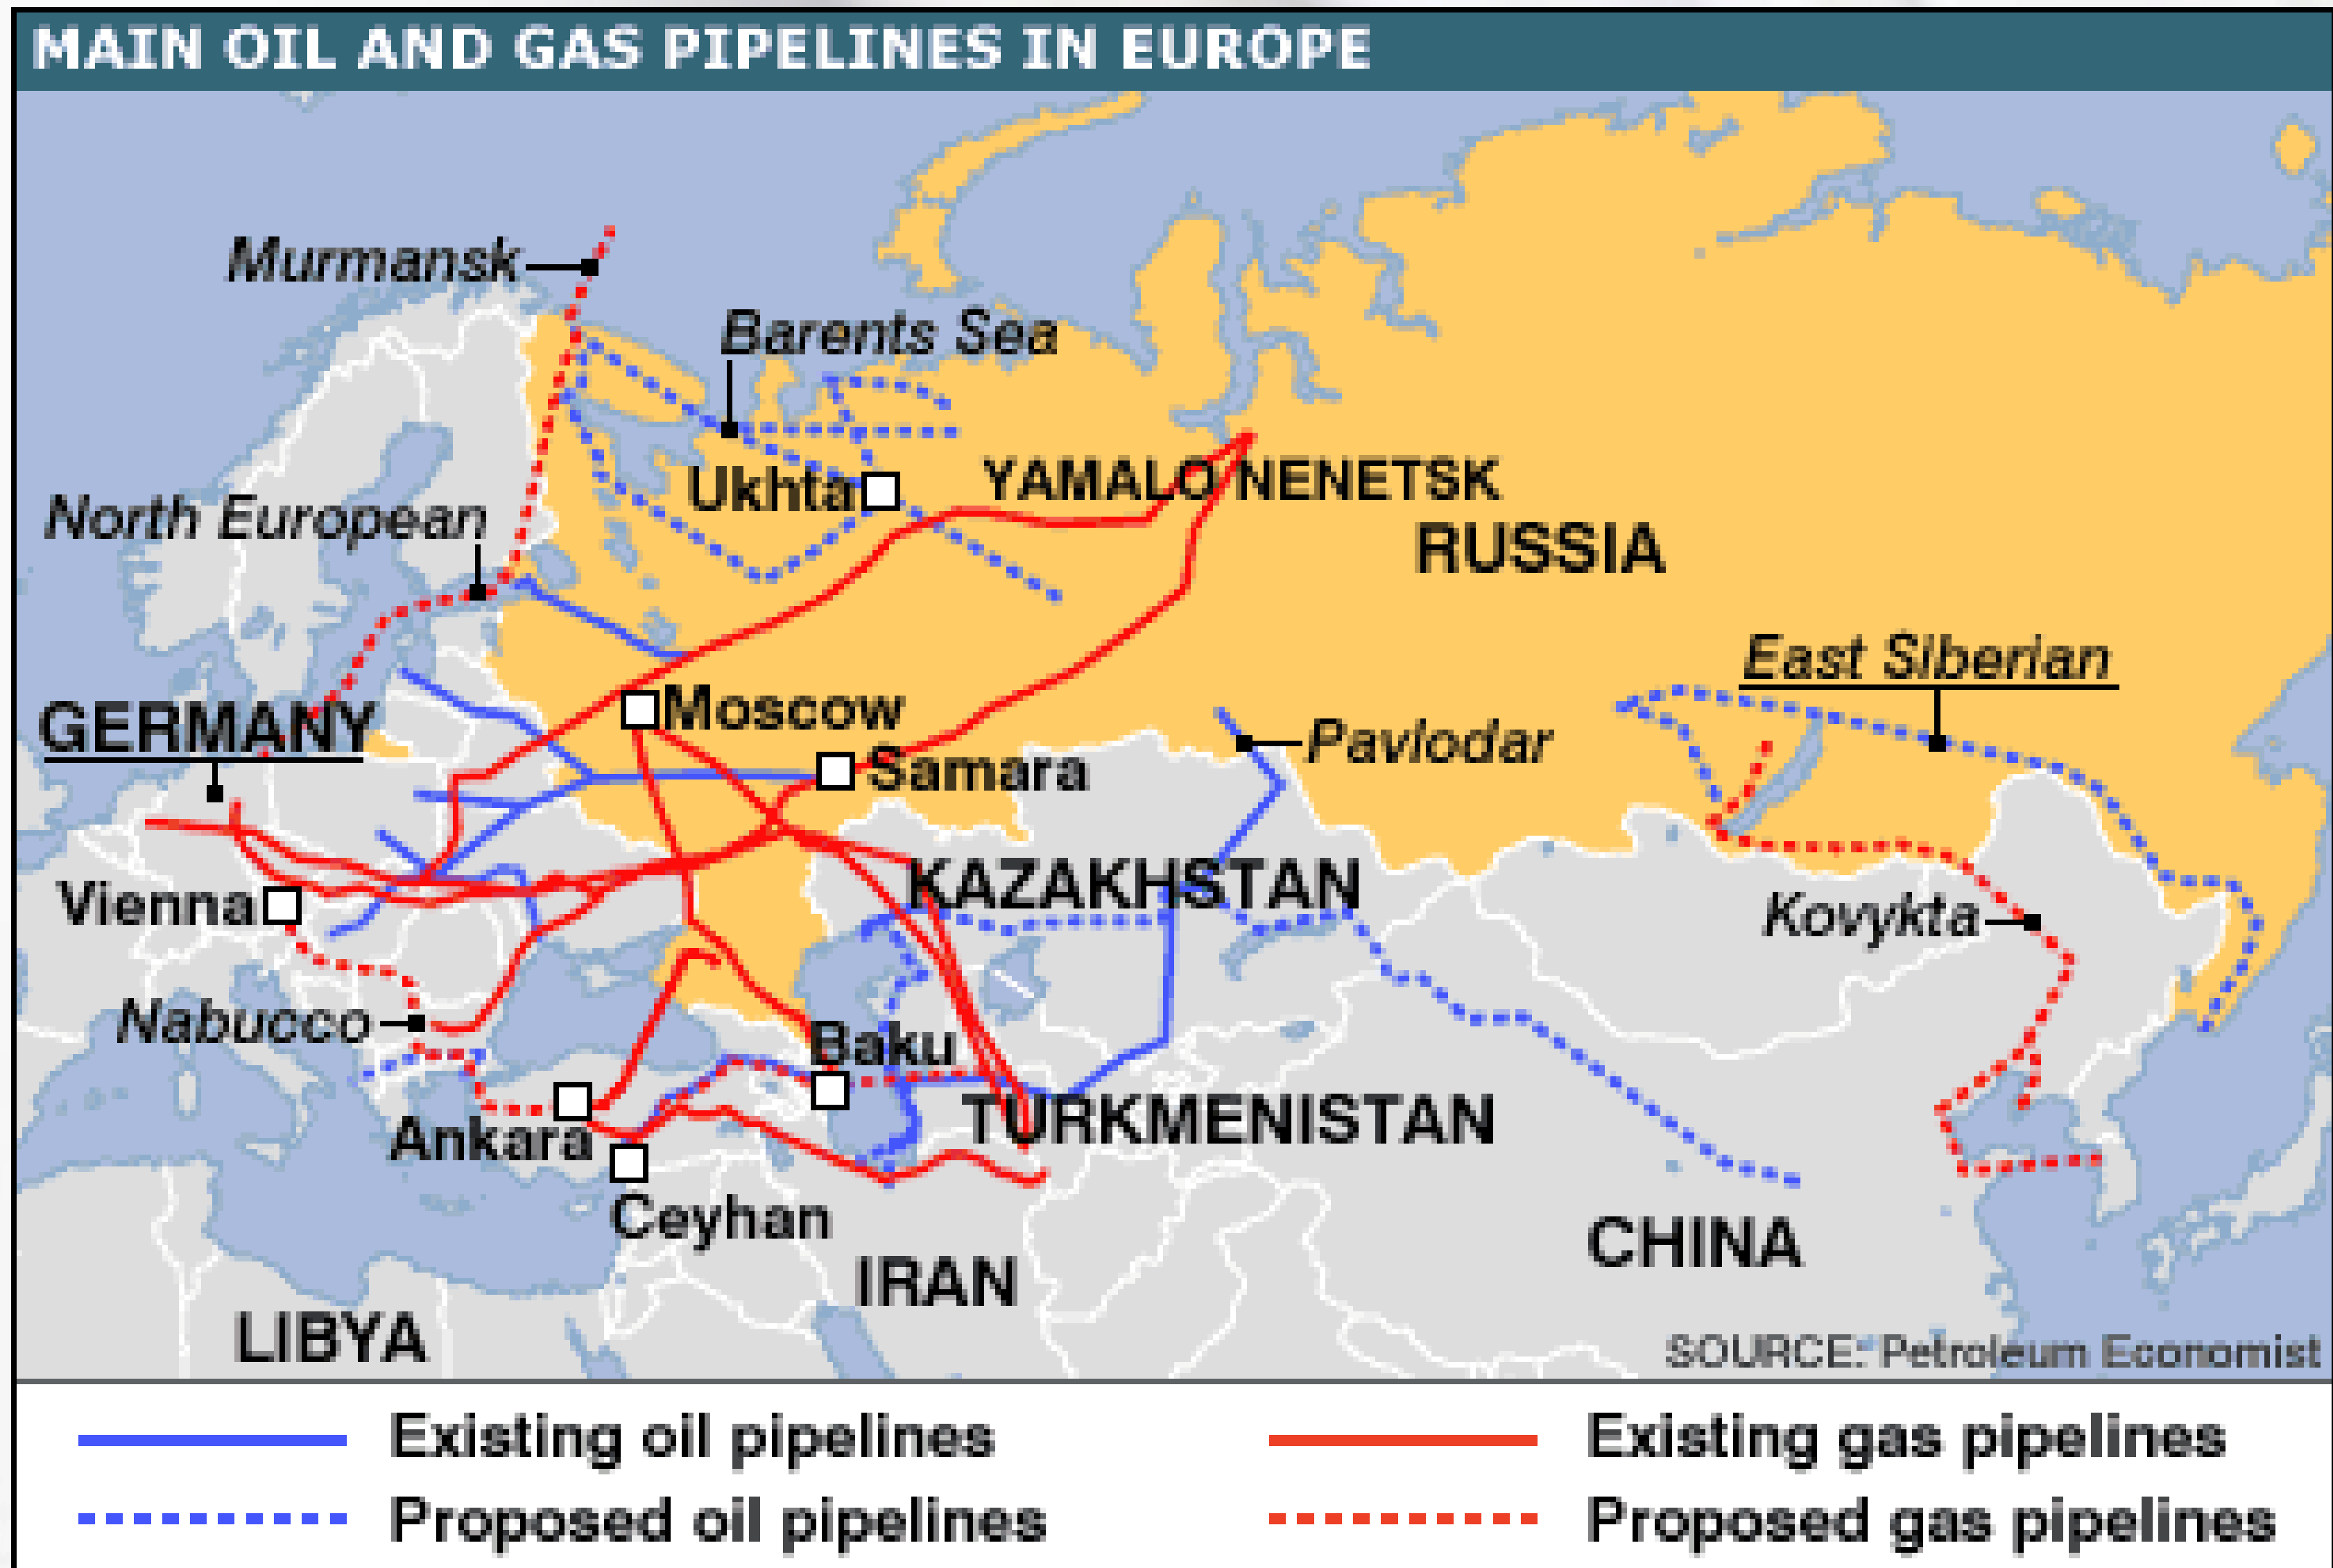 MAIN OIL AND GAS PIPELINES IN EUROPE
Murmansk
Barents Sea
Ukhta
YAMALO NENETSK
North European
RUSSIA
East Siberian
GERMANY
Moscow
Pavlodar
Samara
KAZAKHSTAN
Vienna
Kovykta
Nabucco
Baku
TURKMENISTAN
Ankara
Ceyhan
CHINA
IRAN
LIBYA
SOURCE: Petroleum Economist
Existing oil pipelines
Existing gas pipelines
Proposed oil pipelines
Proposed gas pipelines